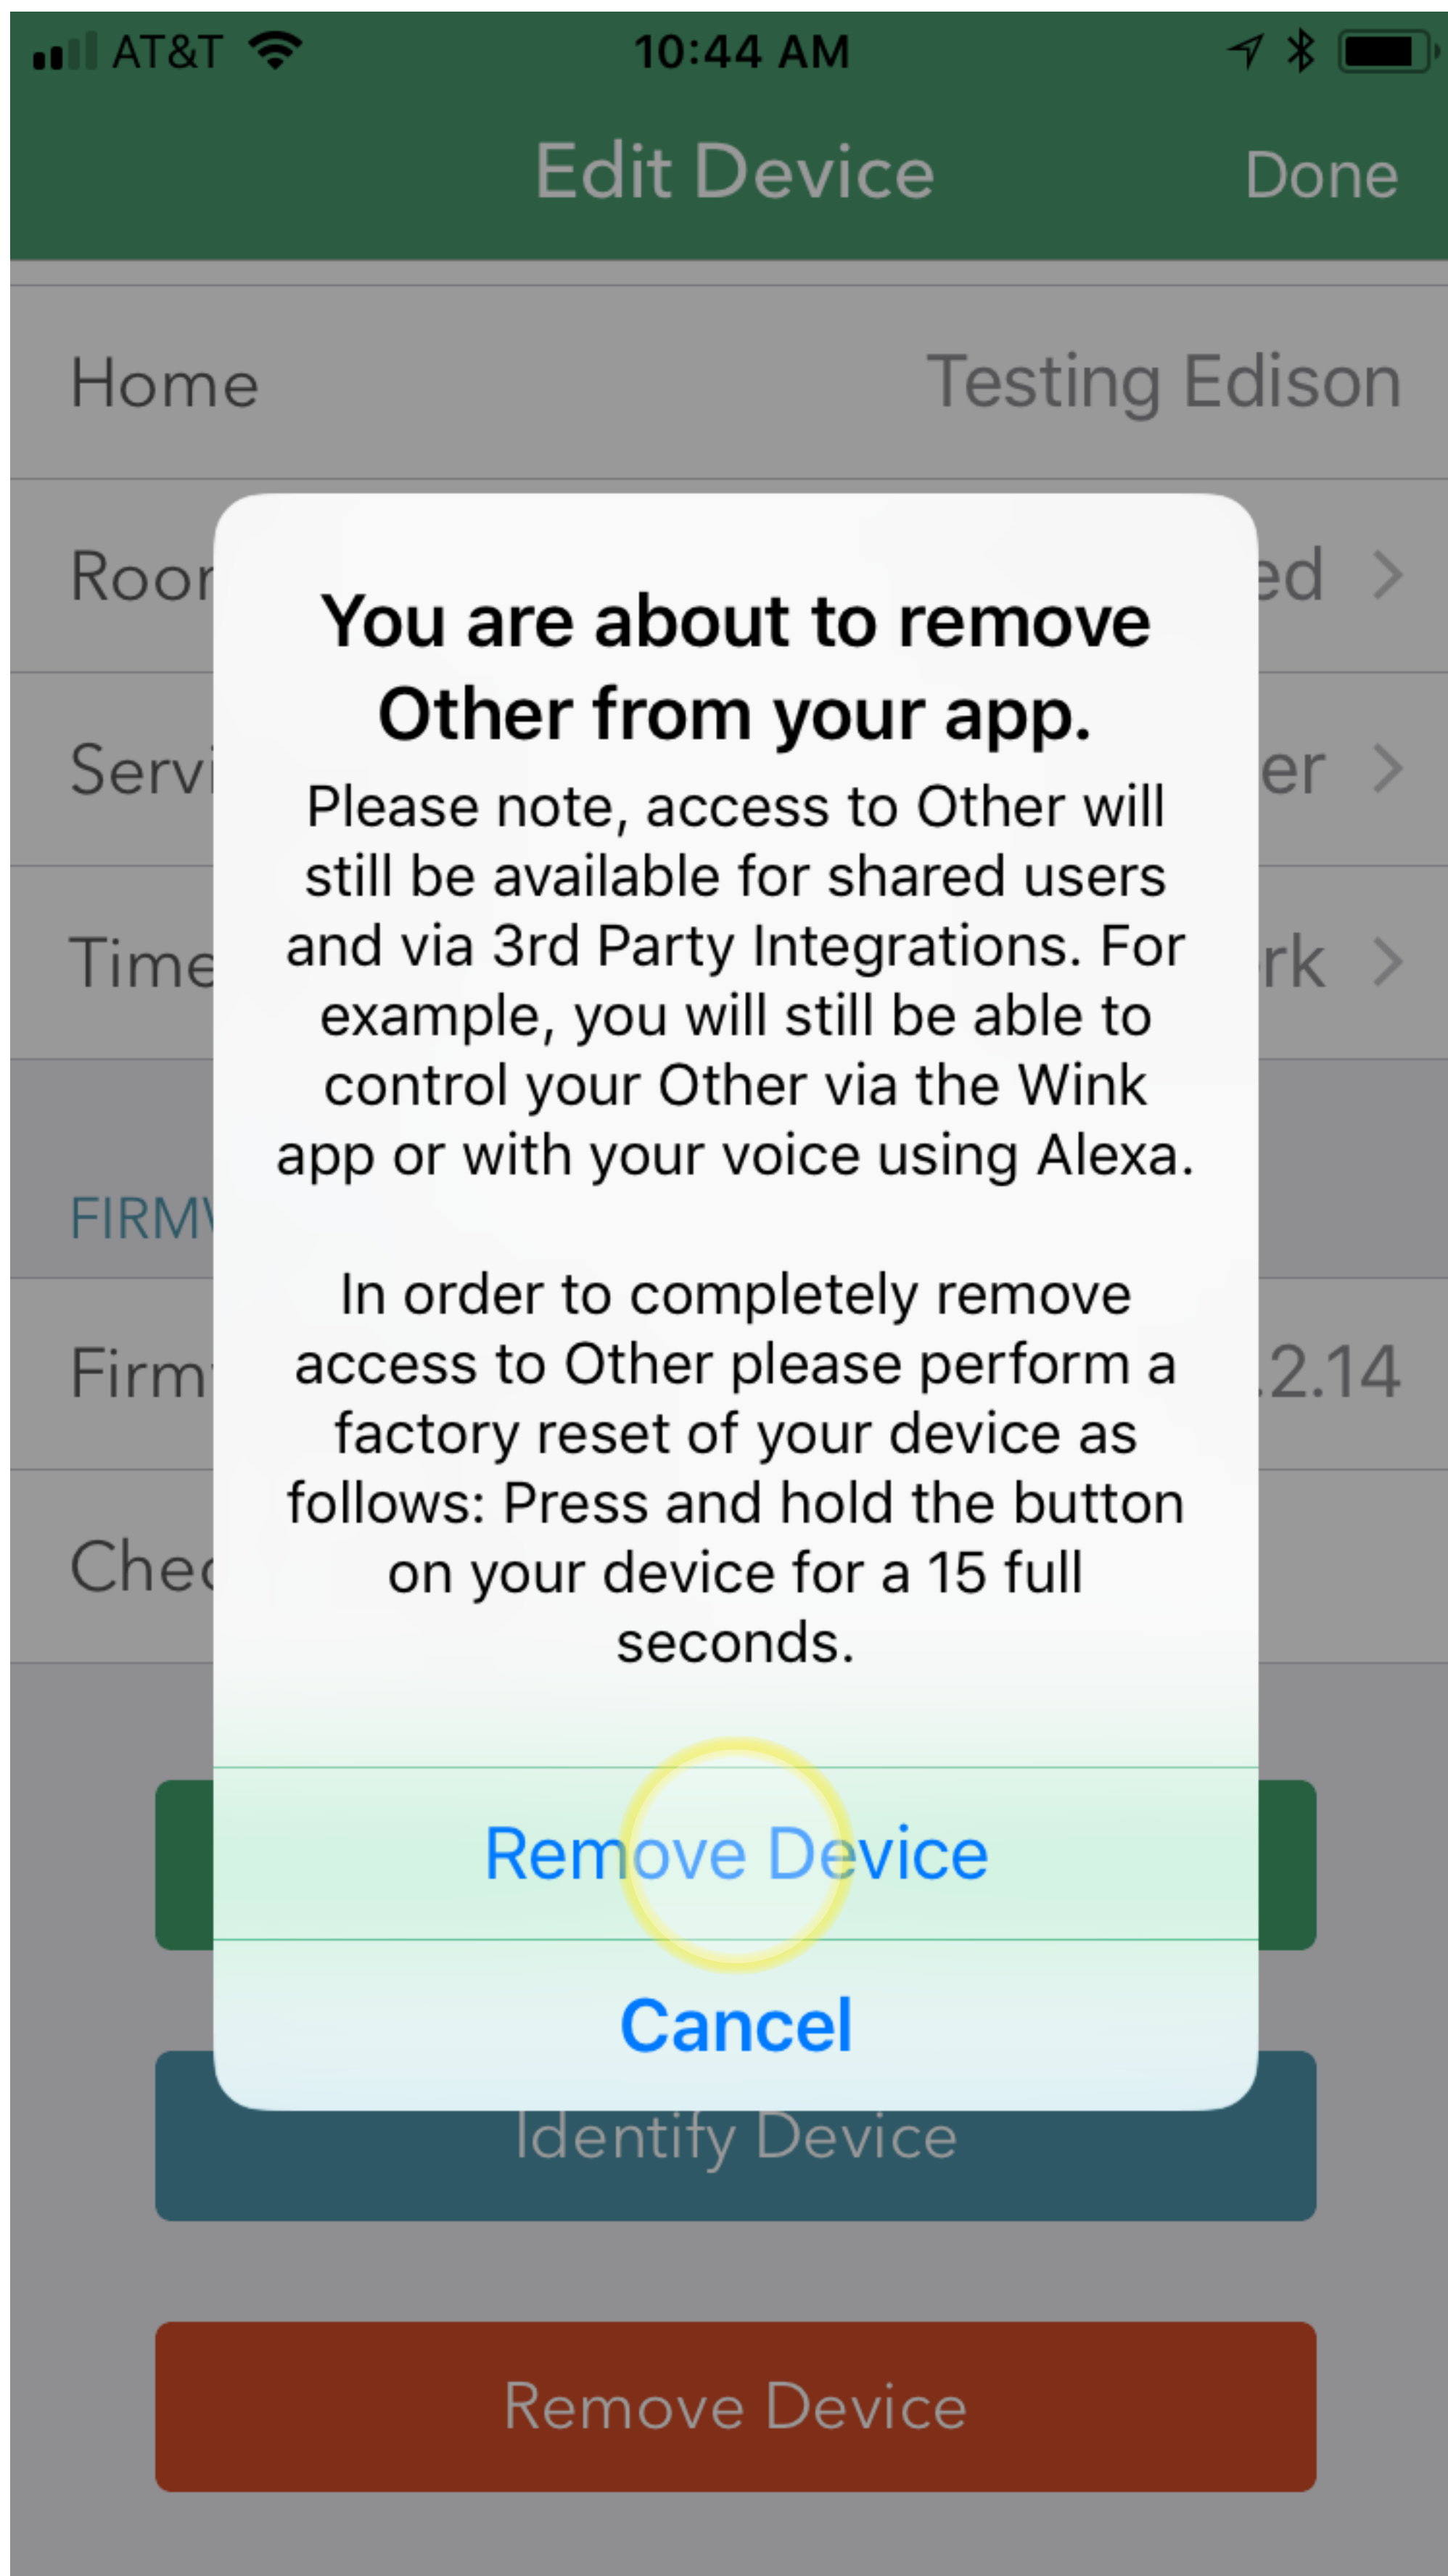 AT&T 10:44 AM
Edit Device Done
Home Testing Edison
You are about to remove
Other from your app.
Please note, access to Other will
still be available for shared users
and via 3rd Party Integrations. For
example, you will still be able to
control your Other via the Wink
app or with your voice using Alexa.
In order to completely remove
access to Other please perform a
factory reset of your device as
follows: Press and hold the button
on your device for a 15 full
seconds.
Remove Device
Cancel
Identify Device
Remove Device